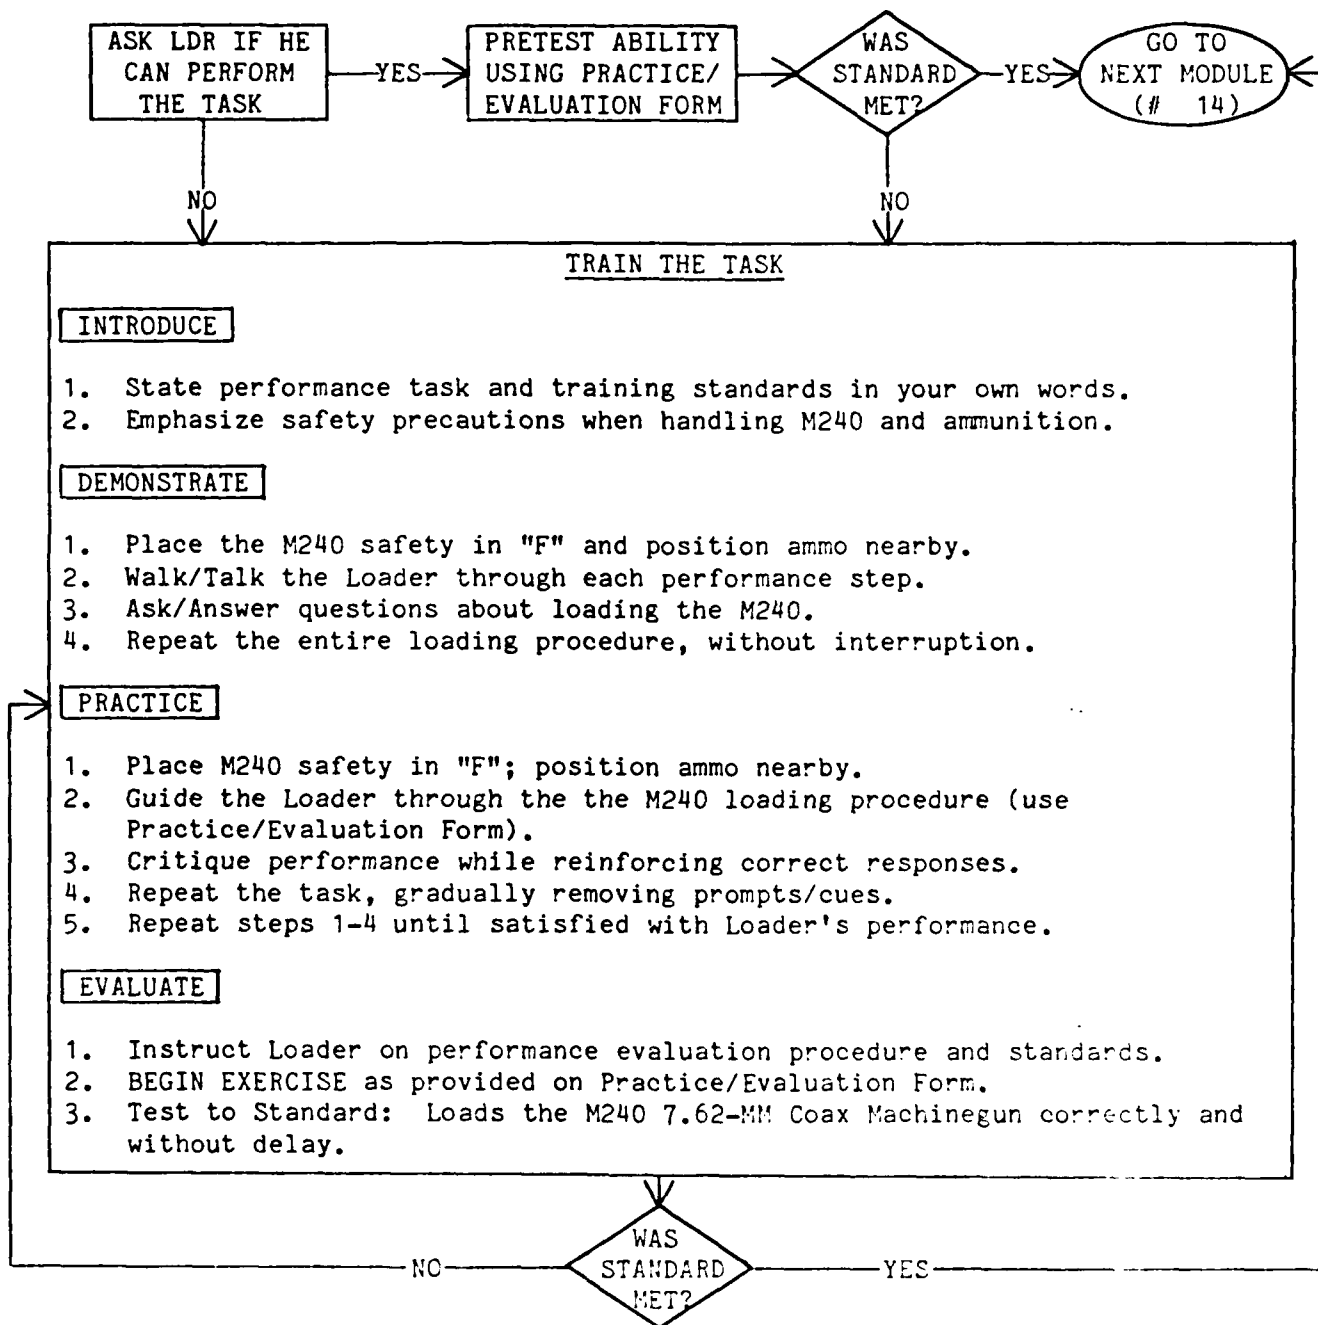 ASK LDR IF HE
CAN PERFORM
THE TASK
YES
PRETEST ABILITY
USING PRACTICE/
EVALUATION FORM
WAS
STANDARD
MET?
YES
GO TO
NEXT MODULE
(# 14)
NO
NO
TRAIN THE TASK
INTRODUCE
1. State performance task and training standards in your own words.
2. Emphasize safety precautions when handling M240 and ammunition.
DEMONSTRATE
1. Place the M240 safety in "F" and position ammo nearby.
2. Walk/Talk the Loader through each performance step.
3. Ask/Answer questions about loading the M240.
4. Repeat the entire loading procedure, without interruption.
PRACTICE
1. Place M240 safety in "F"; position ammo nearby.
2. Guide the Loader through the the M240 loading procedure (use
Practice/Evaluation Form).
3. Critique performance while reinforcing correct responses.
4. Repeat the task, gradually removing prompts/cues.
5. Repeat steps 1-4 until satisfied with Loader's performance.
EVALUATE
1. Instruct Loader on performance evaluation procedure and standards.
2. BEGIN EXERCISE as provided on Practice/Evaluation Form.
3. Test to Standard: Loads the M240 7.62-MM Coax Machinegun correctly and
without delay.
WAS
STANDARD
MET?
NO
YES